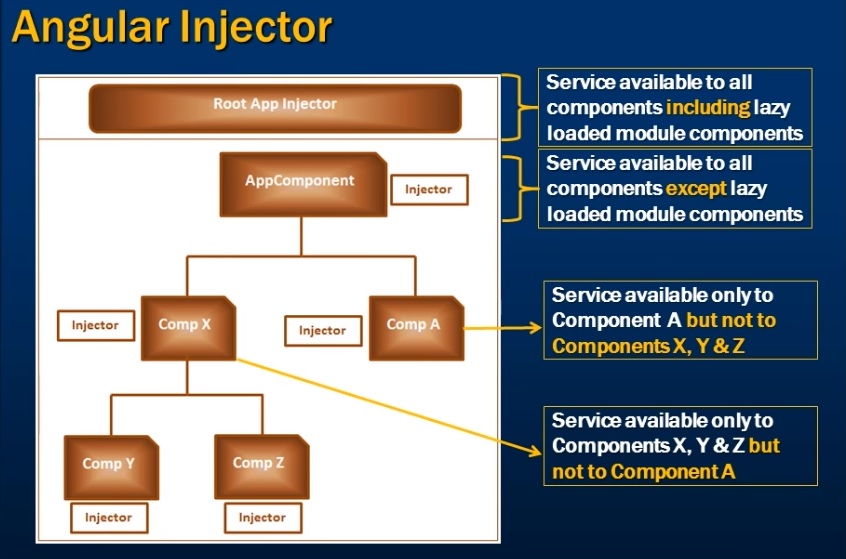 Angular Injector
Root App Injector
Service available to all
components including lazy
loaded module components
AppComponent
Injector
Service available to all
components except lazy
loaded module components
Injector
Comp X
Injector
Comp A
Service available only to
Component A but not to
Components X, Y & Z
Comp Y
Injector
Comp Z
Injector
Service available only to
Components X, Y & Z but
not to Component A